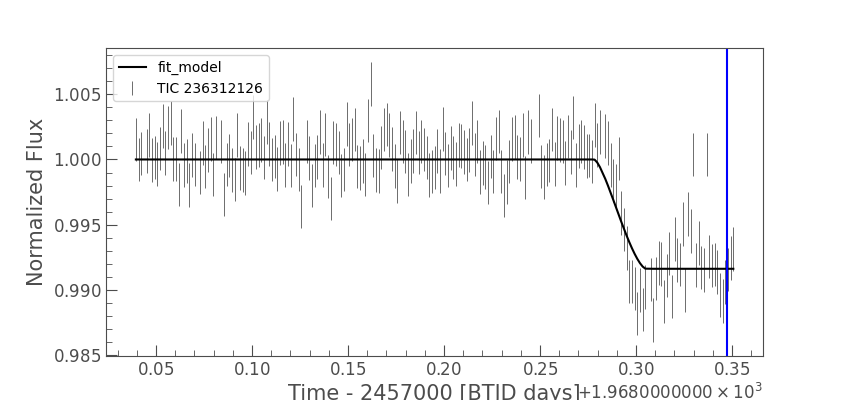 fit_model
TIC 236312126
1.005
1.000
0.995
0.990
0.985
Normalized Flux
0.05 0.10 0.15 0.20 0.25 0.30 0.35
Time - 2457000 [BTJD days]
+1.9680000000 × 10³